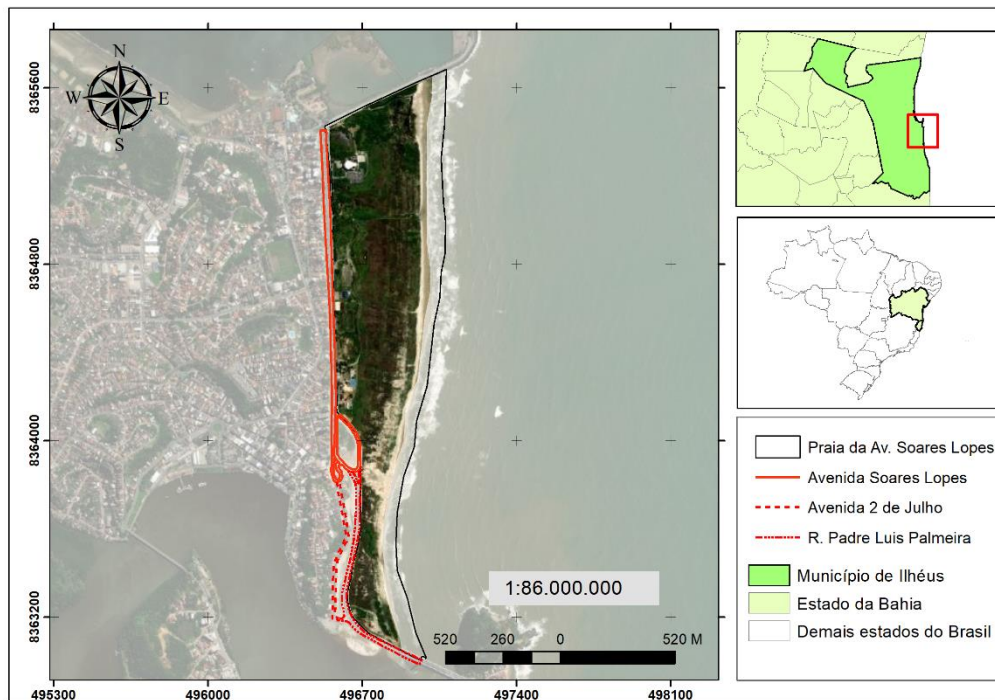 N
W E
S
8365600
8364800
8364000
8363200
1:86.000.000
520 260 0 520 M
495300 496000 496700 497400 498100
Praia da Av. Soares Lopes
Avenida Soares Lopes
Avenida 2 de Julho
R. Padre Luis Palmeira
Município de Ilhéus
Estado da Bahia
Demais estados do Brasil